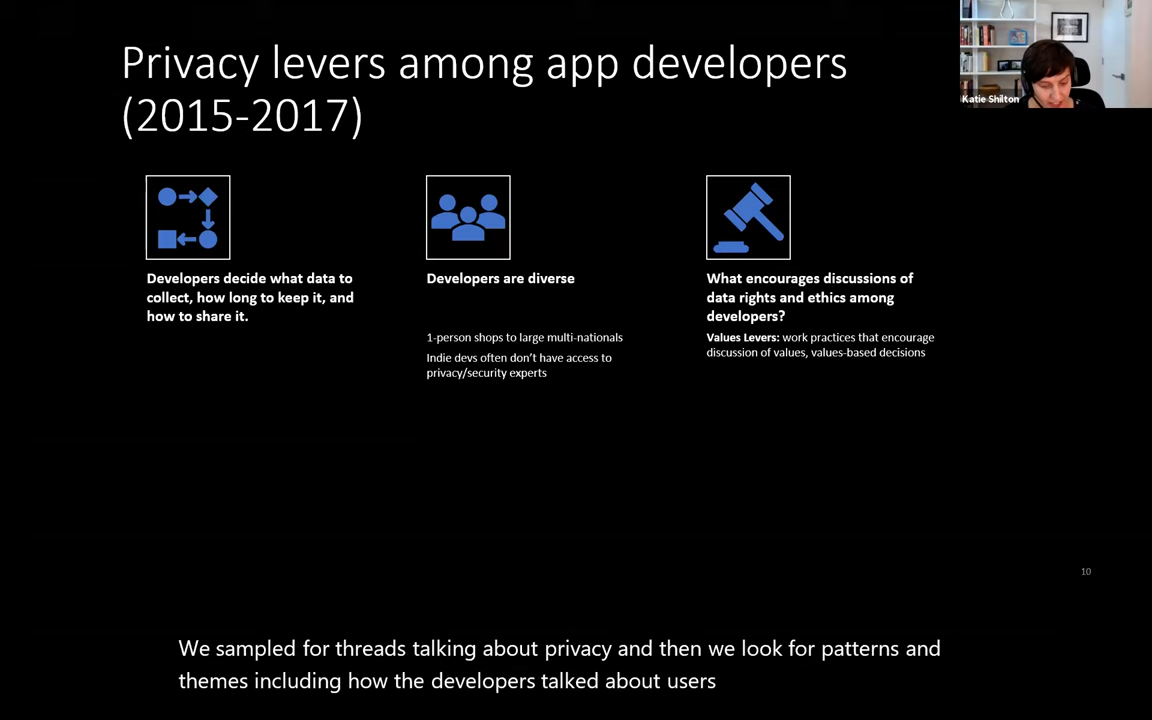 Privacy levers among app developers
(2015-2017)
Katie Shilton
Developers decide what data to
collect, how long to keep it, and
how to share it.
Developers are diverse
1-person shops to large multi-nationals
Indie devs often don't have access to
privacy/security experts
What encourages discussions of
data rights and ethics among
developers?
Values Levers: work practices that encourage
discussion of values, values-based decisions
10
We sampled for threads talking about privacy and then we look for patterns and
themes including how the developers talked about users